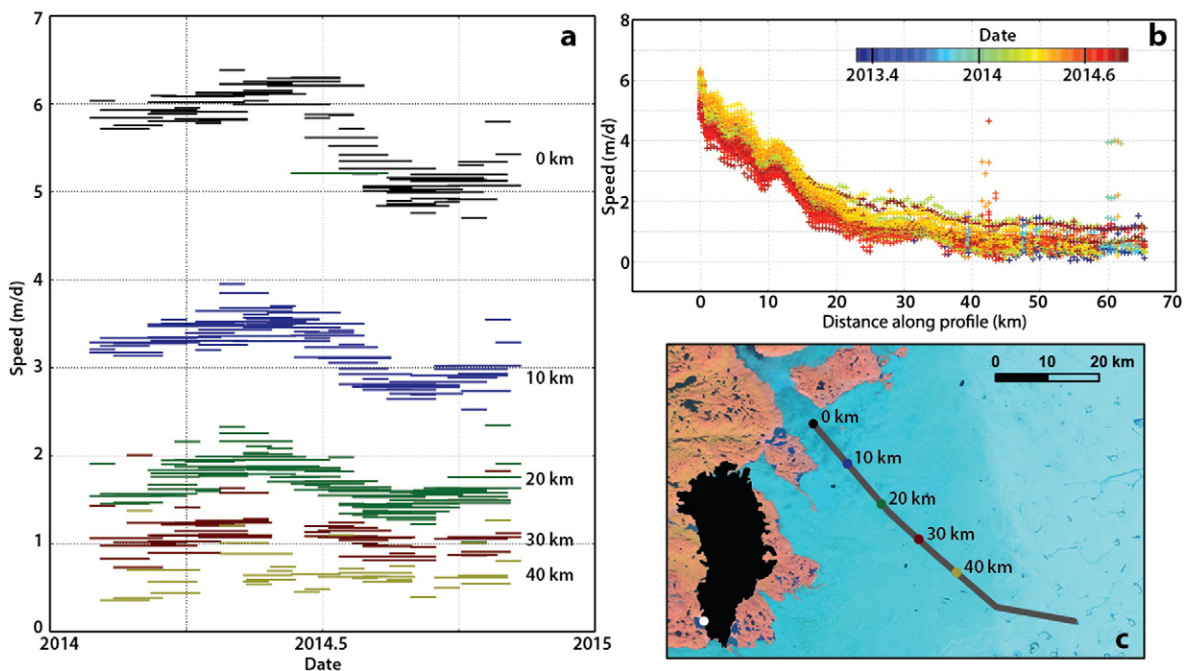 7
6
5
4
3
2
1
0
Speed (m/d)
a
0 km
10 km
20 km
30 km
40 km
2014
2014.5
2015
Date
b
Date
2013.4
2014
2014.6
8
6
4
2
0
Speed (m/d)
0
10
20
30
40
50
60
70
Distance along profile (km)
0 10 20 km
0 km
10 km
20 km
30 km
40 km
c